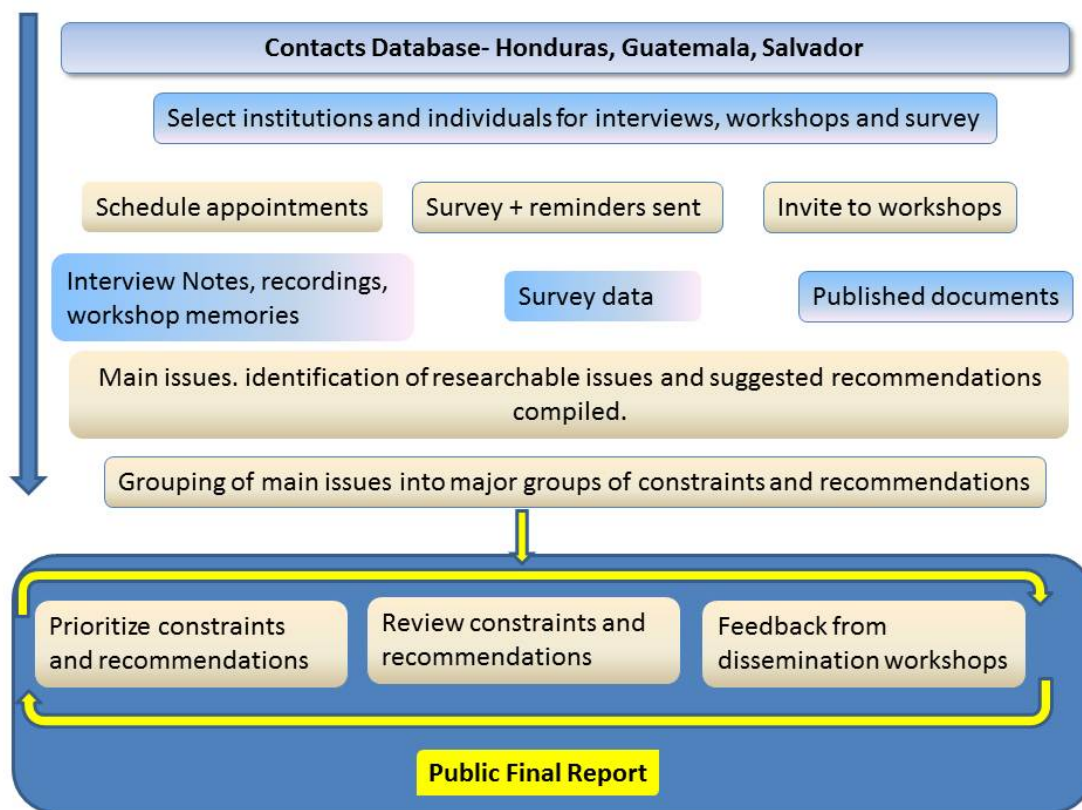 Contacts Database- Honduras, Guatemala, Salvador
Select institutions and individuals for interviews, workshops and survey
Schedule appointments
Survey + reminders sent
Invite to workshops
Interview Notes, recordings,
workshop memories
Survey data
Published documents
Main issues. identification of researchable issues and suggested recommendations
compiled.
Grouping of main issues into major groups of constraints and recommendations
Prioritize constraints
and recommendations
Review constraints and
recommendations
Feedback from
dissemination workshops
Public Final Report